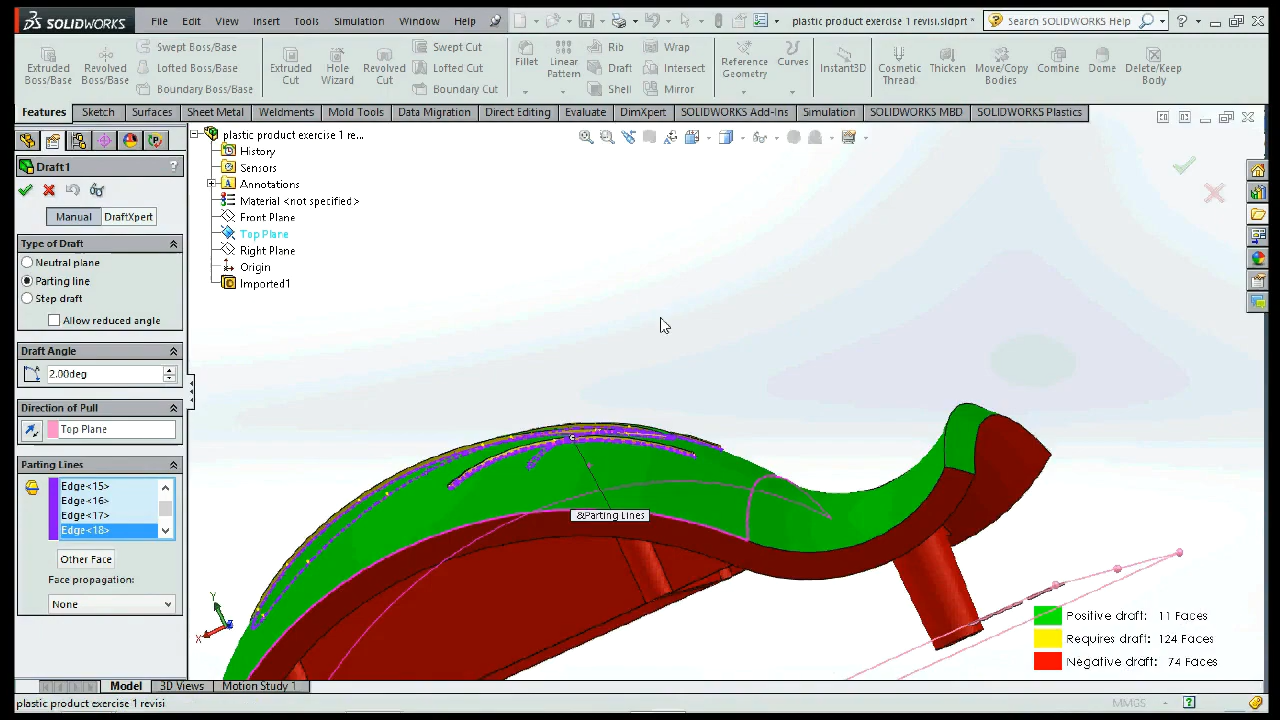 SOLIDWORKS File Edit View Insert Tools Simulation Window Help plastic product exercise 1 revisi.sldprt * Search SOLIDWORKS Help
Extruded Boss/Base
Revolved Boss/Base
Swept Boss/Base
Lofted Boss/Base
Boundary Boss/Base
Extruded Cut
Hole Wizard
Revolved Cut
Swept Cut
Lofted Cut
Boundary Cut
Fillet
Linear Pattern
Rib
Draft
Shell
Wrap
Intersect
Mirror
Reference Geometry
Curves
Instant3D
Cosmetic Thread
Thicken
Move/Copy Bodies
Combine
Dome
Delete/Keep Body
Features Sketch Surfaces Sheet Metal Weldments Mold Tools Data Migration Direct Editing Evaluate DimXpert SOLIDWORKS Add-Ins Simulation SOLIDWORKS MBD SOLIDWORKS Plastics
Draft1 ?
Manual DraftXpert
Type of Draft
Neutral plane
Parting line
Step draft
Allow reduced angle
Draft Angle
2.00deg
Direction of Pull
Top Plane
Parting Lines
Edge<15>
Edge<16>
Edge<17>
Edge<18>
Other Face
Face propagation:
None
plastic product exercise 1 re...
History
Sensors
A Annotations
Material <not specified>
Front Plane
Top Plane
Right Plane
Origin
Imported1
&Parting Lines
Y
X
Z
Positive draft: 11 Faces
Requires draft: 124 Faces
Negative draft: 74 Faces
Model 3D Views Motion Study 1
plastic product exercise 1 revisi MMGS - ?